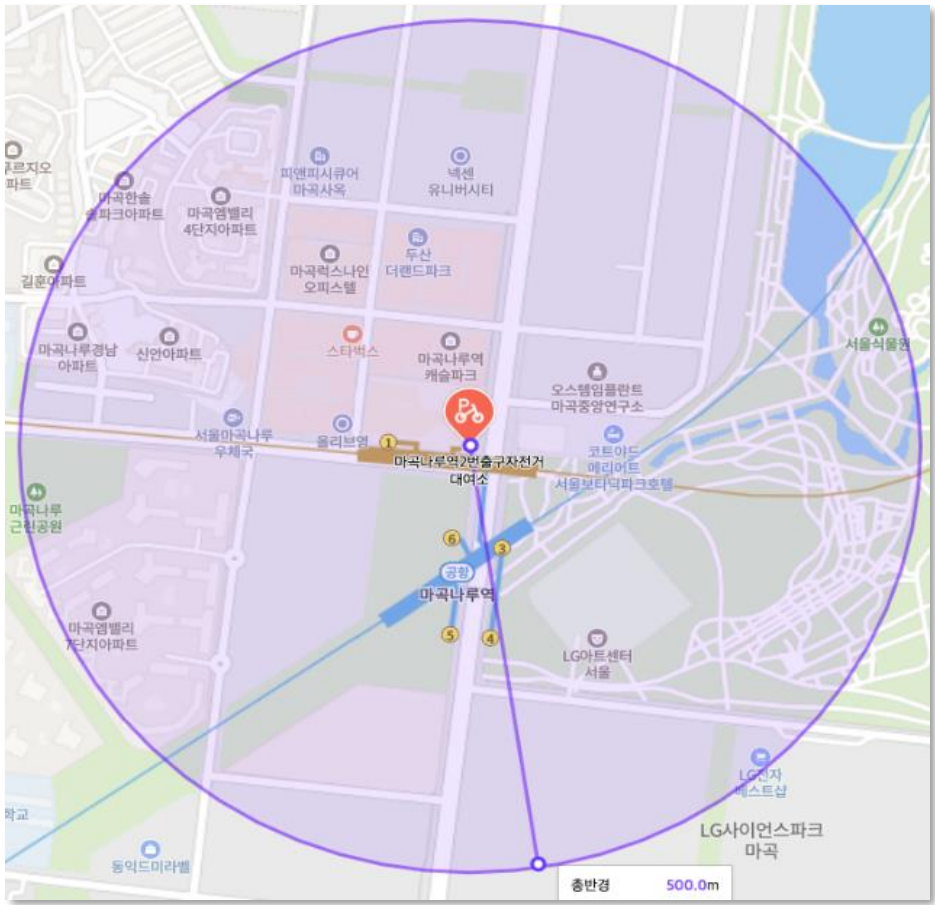 피앤피시큐어
마곡사옥
넥센
유니버시티
푸르지오
파트
마곡한솔
솔파크아파트
마곡엠밸리
4단지아파트
두산
더랜드파크
마곡럭스나인
오피스텔
길훈아파트
마곡나루경남
아파트
신안아파트
스타벅스
마곡나루역
캐슬파크
서울식물원
오스템임플란트
마곡중앙연구소
P
서울마곡나루
우체국
올리브영
1
마곡나루역2번출구자전거
대여소
코트야드
메리어트
서울보타닉파크호텔
마곡나루
근린공원
6
3
공항
마곡나루역
5
4
마곡엠밸리
7단지아파트
LG아트센터
서울
LG전자
베스트샵
학교
LG사이언스파크
마곡
동익드미라벨
총반경 500.0m